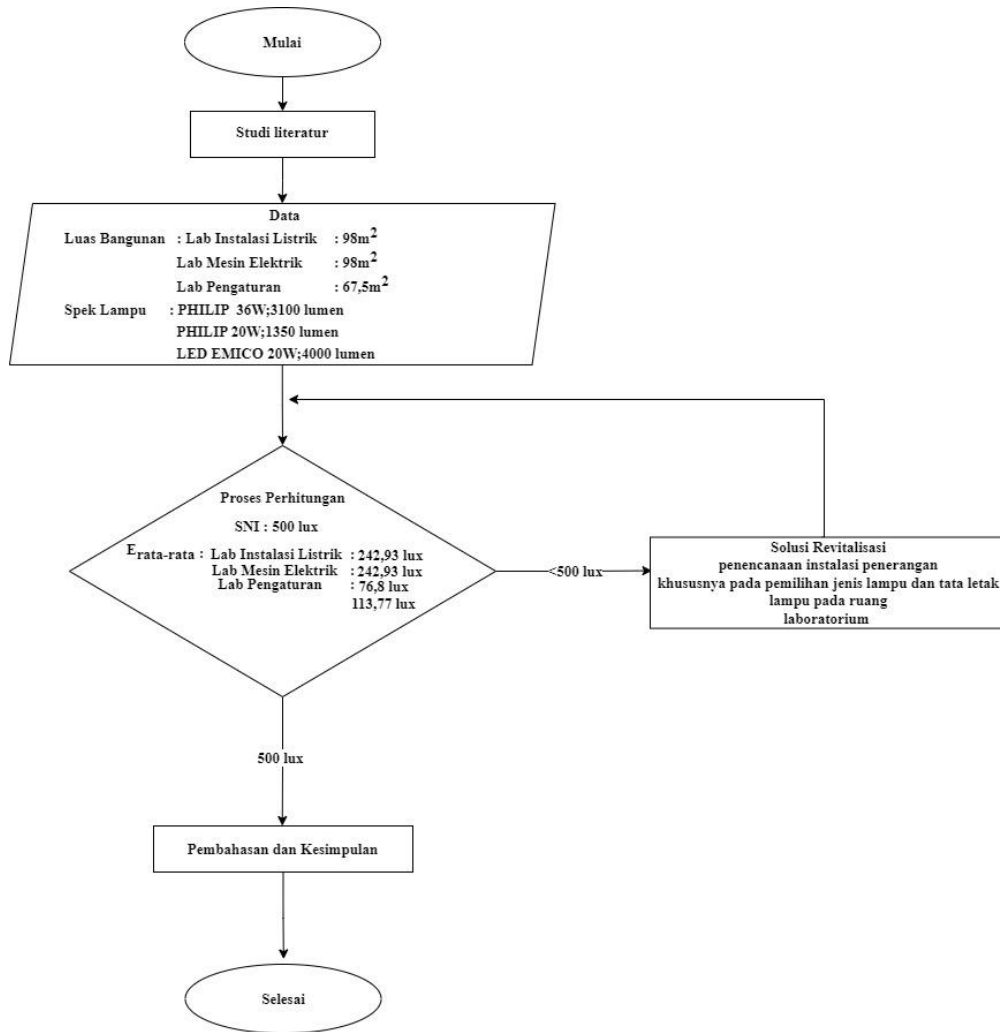 Mulai
Studi literatur
Data
Luas Bangunan : Lab Instalasi Listrik : 98m²
Lab Mesin Elektrik : 98m²
Lab Pengaturan : 67,5m²
Spek Lampu : PHILIP 36W;3100 lumen
PHILIP 20W;1350 lumen
LED EMICO 20W;4000 lumen
Proses Perhitungan
SNI : 500 lux
Erata-rata : Lab Instalasi Listrik : 242,93 lux
Lab Mesin Elektrik : 242,93 lux
Lab Pengaturan : 76,8 lux
113,77 lux
<500 lux
Solusi Revitalisasi
penencanaan instalasi penerangan
khususnya pada pemilihan jenis lampu dan tata letak
lampu pada ruang
laboratorium
500 lux
Pembahasan dan Kesimpulan
Selesai